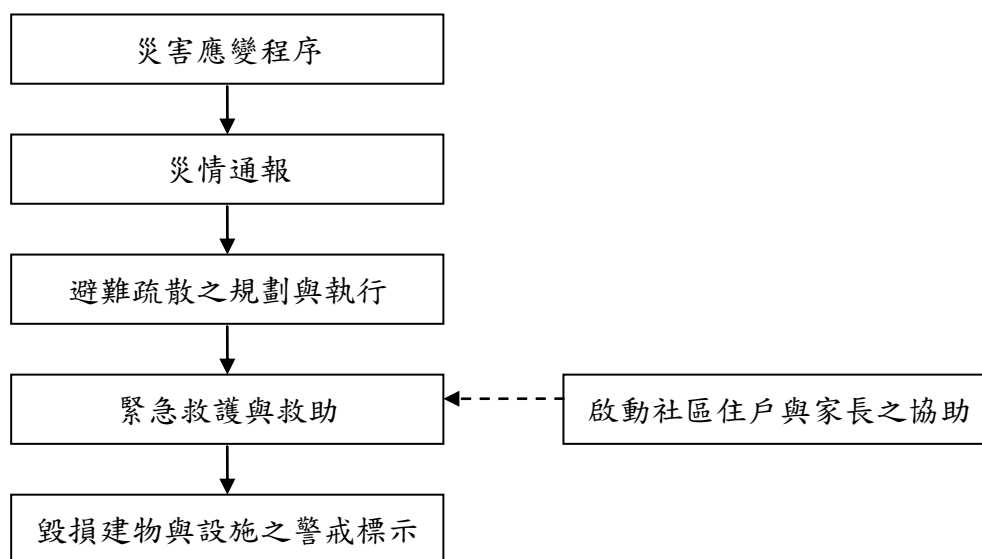 災害應變程序
災情通報
避難疏散之規劃與執行
緊急救護與救助
啟動社區住戶與家長之協助
毀損建物與設施之警戒標示